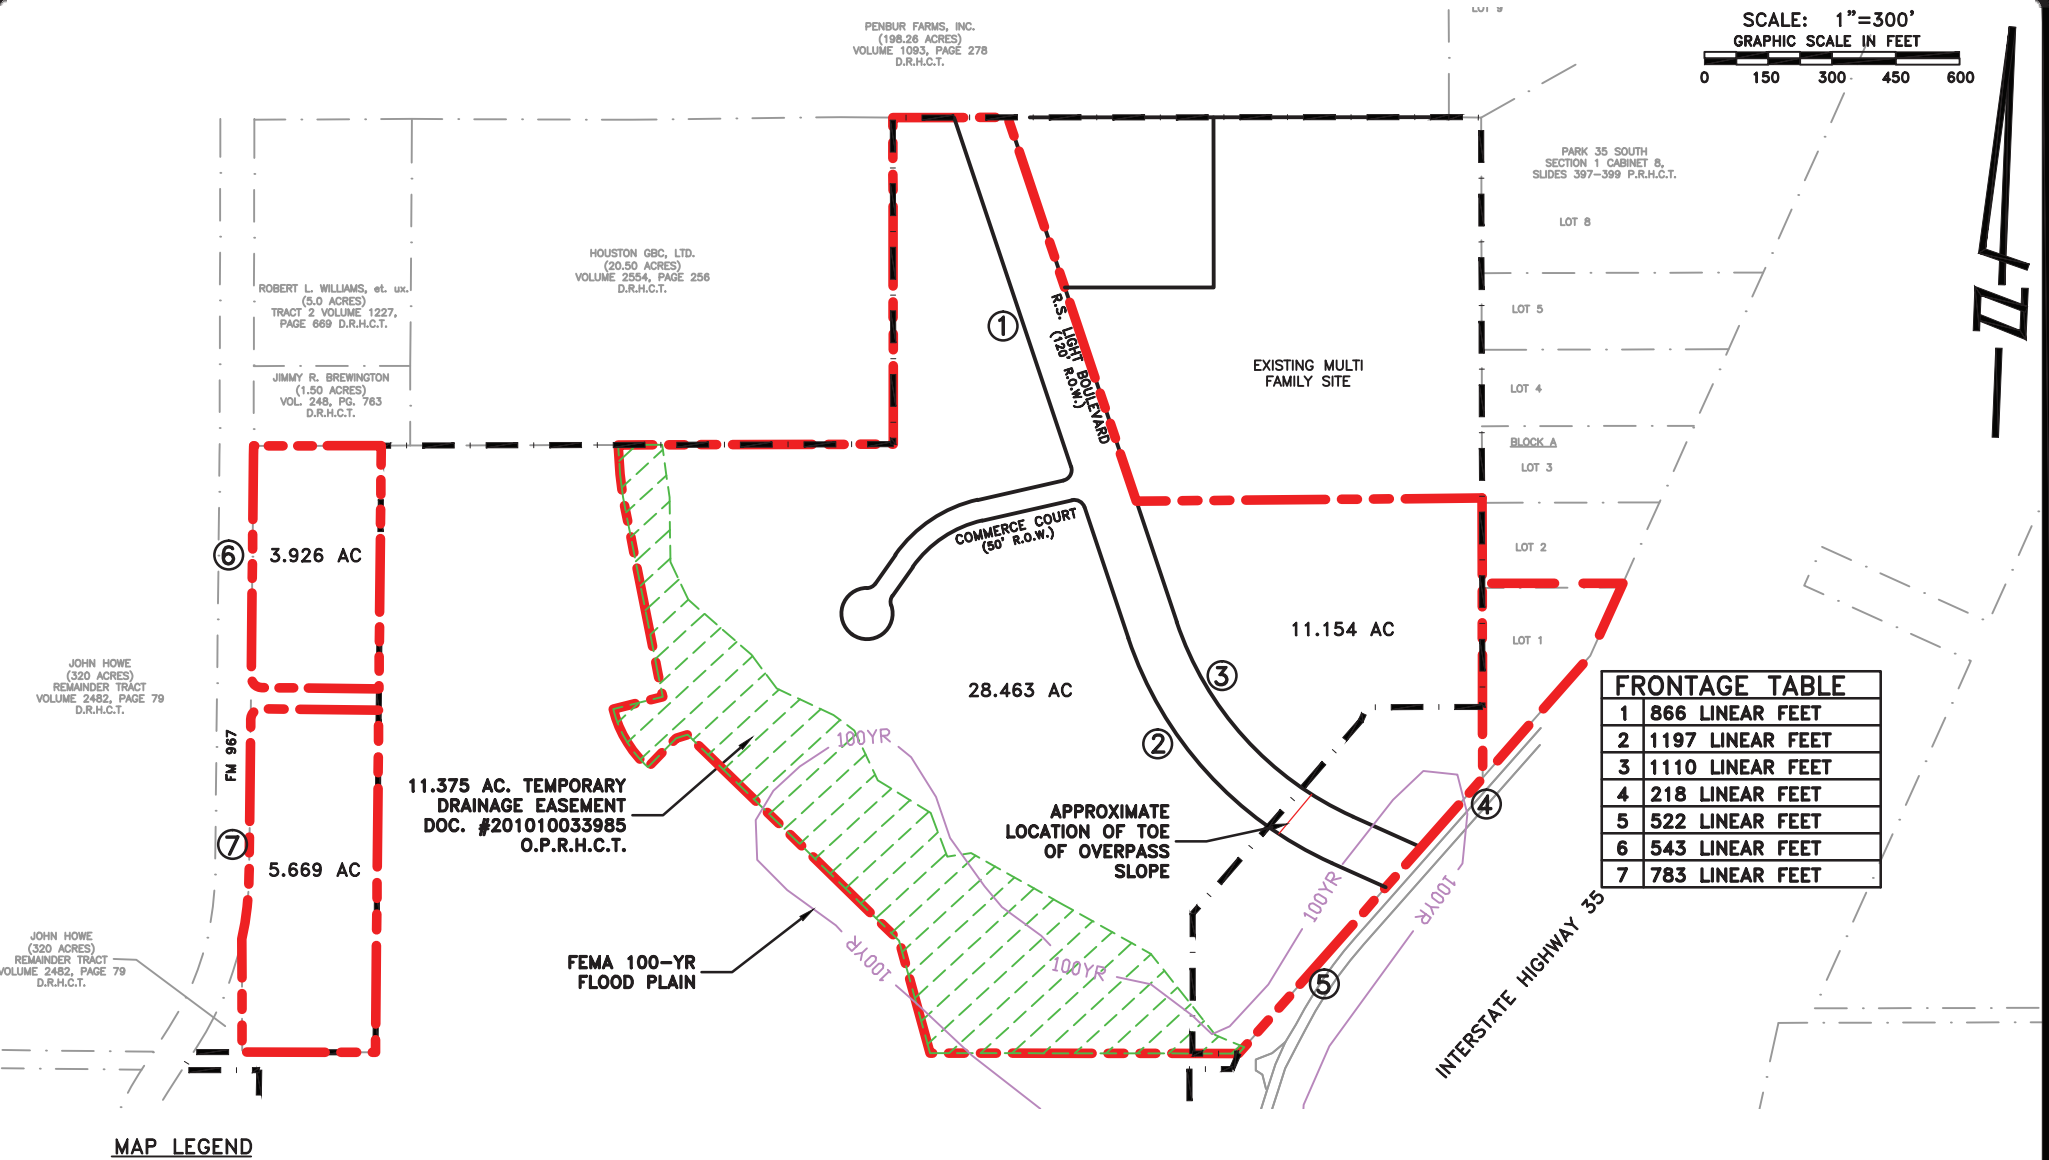 LOT 9
SCALE: 1"=300'
GRAPHIC SCALE IN FEET
0 150 300 450 600
PENBUR FARMS, INC.
(198.26 ACRES)
VOLUME 1093, PAGE 278
D.R.H.C.T.
PARK 35 SOUTH
SECTION 1 CABINET 8,
SLIDES 397-399 P.R.H.C.T.
LOT 8
HOUSTON GBC, LTD.
(20.50 ACRES)
VOLUME 2554, PAGE 256
D.R.H.C.T.
ROBERT L. WILLIAMS, et. ux.
(5.0 ACRES)
TRACT 2 VOLUME 1227,
PAGE 669 D.R.H.C.T.
JIMMY R. BREWINGTON
(1.50 ACRES)
VOL. 248, PG. 763
D.R.H.C.T.
1
R.S. LIGHT BOULEVARD
(120' R.O.W.)
EXISTING MULTI
FAMILY SITE
LOT 5
LOT 4
BLOCK A
LOT 3
LOT 2
LOT 1
COMMERCE COURT
(50' R.O.W.)
6
3.926 AC
11.154 AC
28.463 AC
3
2
JOHN HOWE
(320 ACRES)
REMAINDER TRACT
VOLUME 2482, PAGE 79
D.R.H.C.T.
FM 967
7
5.669 AC
11.375 AC. TEMPORARY
DRAINAGE EASEMENT
DOC. #201010033985
O.P.R.H.C.T.
100YR
APPROXIMATE
LOCATION OF TOE
OF OVERPASS
SLOPE
4
FRONTAGE TABLE
1 866 LINEAR FEET
2 1197 LINEAR FEET
3 1110 LINEAR FEET
4 218 LINEAR FEET
5 522 LINEAR FEET
6 543 LINEAR FEET
7 783 LINEAR FEET
100YR
100YR
JOHN HOWE
(320 ACRES)
REMAINDER TRACT
VOLUME 2482, PAGE 79
D.R.H.C.T.
FEMA 100-YR
FLOOD PLAIN
100YR
100YR
5
INTERSTATE HIGHWAY 35
MAP LEGEND